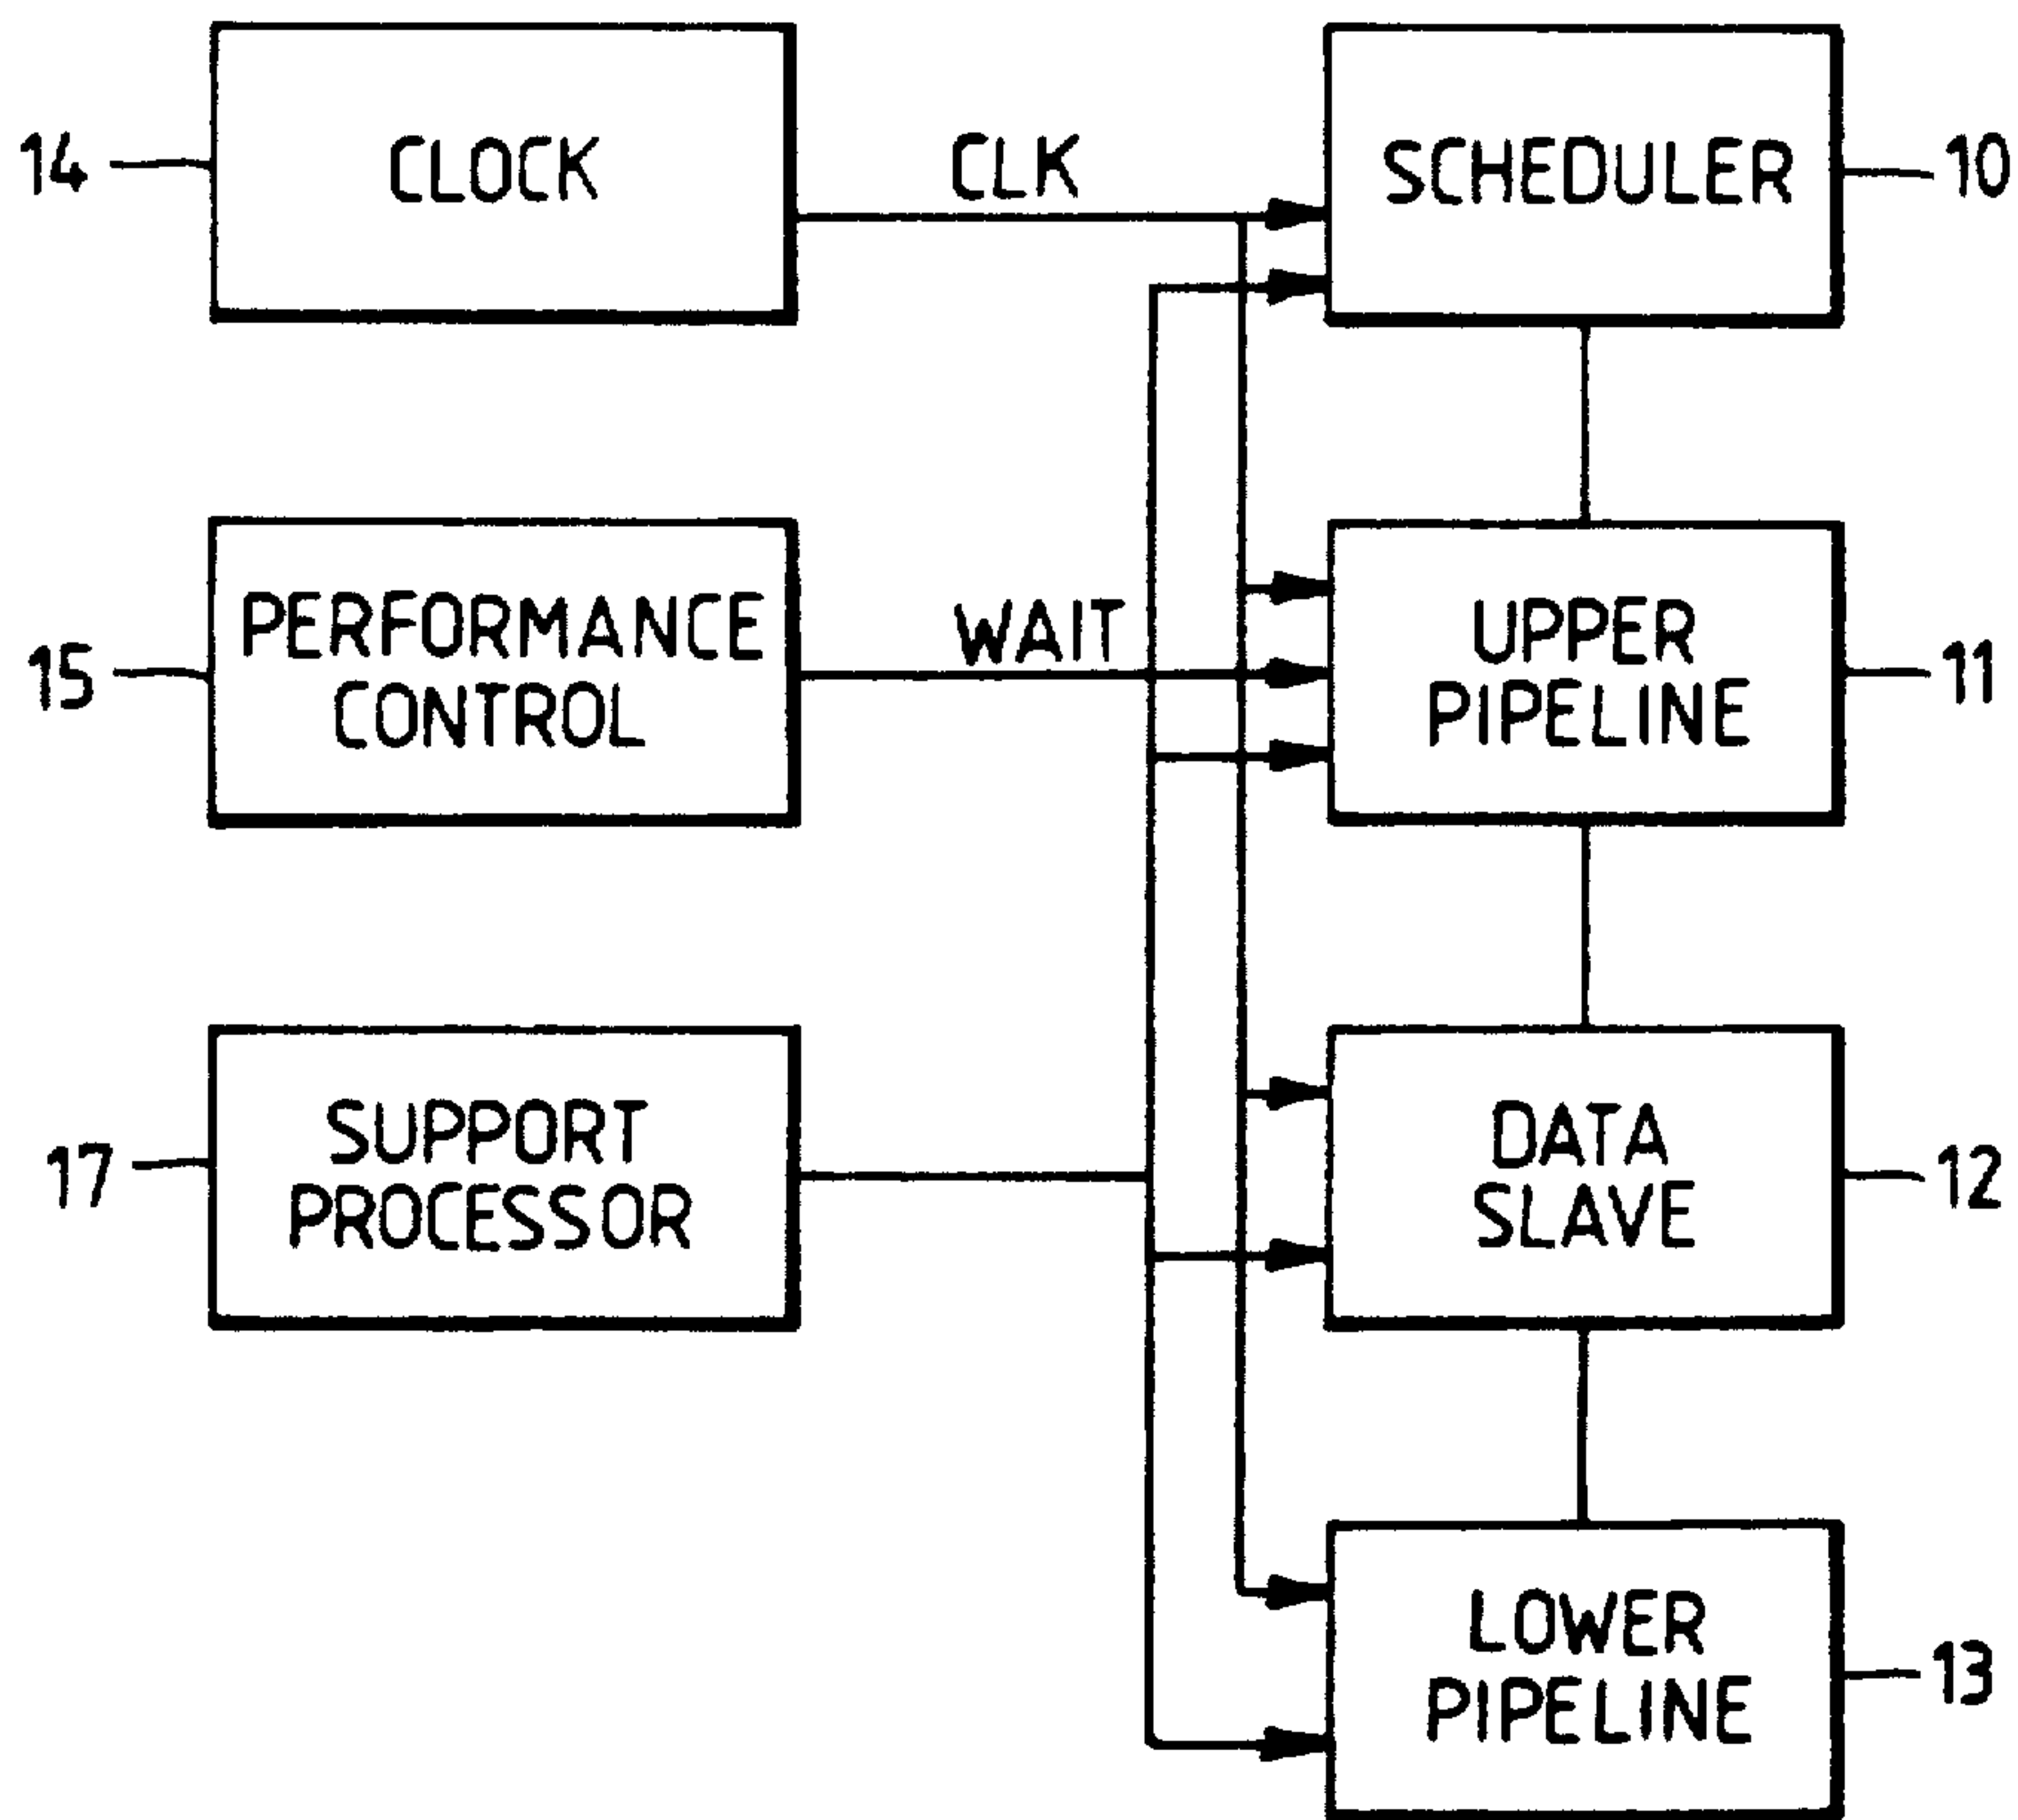 14
CLOCK
CLK
SCHEDULER
10
15
PERFORMANCE
CONTROL
WAIT
UPPER
PIPELINE
11
17
SUPPORT
PROCESSOR
DATA
SLAVE
12
LOWER
PIPELINE
13